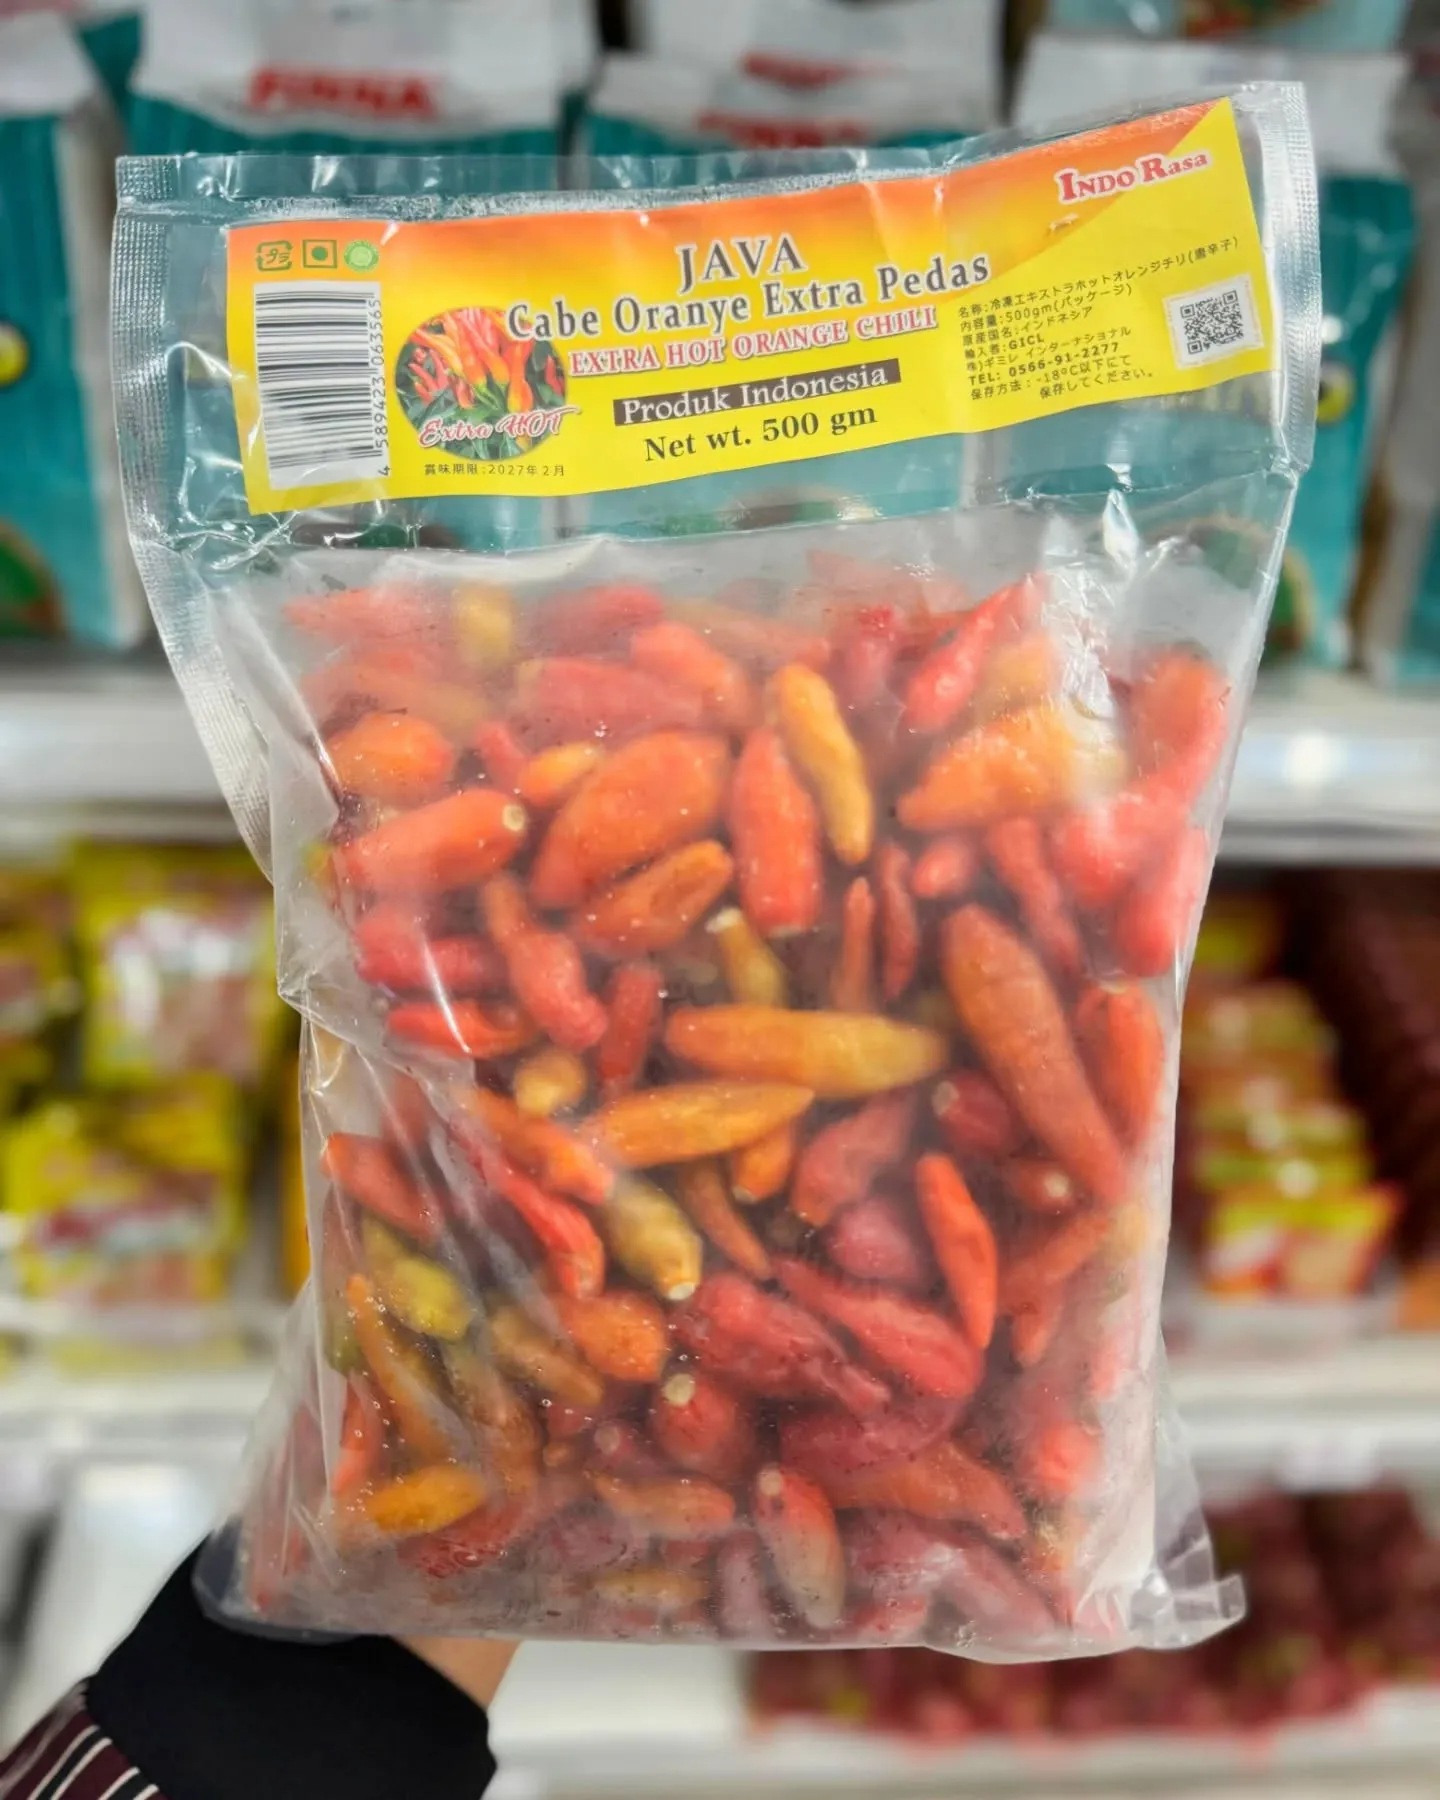 FINNA
INDO RASA
JAVA
Cabe Oranye Extra Pedas
EXTRA HOT ORANGE CHILI
Produk Indonesia
Net wt. 500 gm
Extra HOT
賞味期限:2027年2月
4 589423 063565
プラ
名称:冷凍エキストラホットオレンジチリ(唐辛子)
内容量:500gm(パッケージ)
原産国名:インドネシア
輸入者:GICL
株)ギミレ インターナショナル
TEL: 0566-91-2277
保存方法:-18°C以下にて
保存してください。